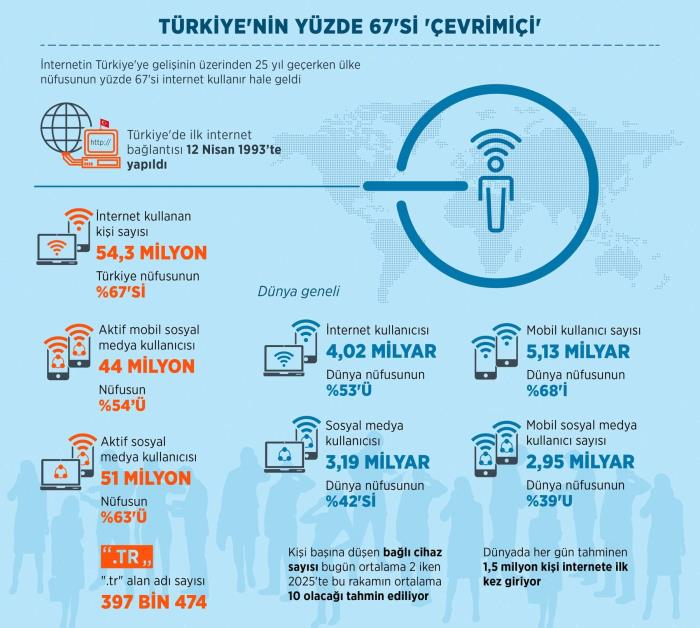 TÜRKİYE'NİN YÜZDE 67'Sİ 'ÇEVRİMİÇİ'
İnternetin Türkiye'ye gelişinin üzerinden 25 yıl geçerken ülke
nüfusunun yüzde 67'si internet kullanır hale geldi
http://
Türkiye'de ilk internet
bağlantısı 12 Nisan 1993'te
yapıldı
İnternet kullanan
kişi sayısı
54,3 MİLYON
Türkiye nüfusunun
%67'Sİ
Aktif mobil sosyal
medya kullanıcısı
44 MİLYON
Nüfusun
%54'Ü
Aktif sosyal
medya kullanıcısı
51 MİLYON
Nüfusun
%63'Ü
“.TR„
".tr" alan adı sayısı
397 BİN 474
Dünya geneli
İnternet kullanıcısı
4,02 MİLYAR
Dünya nüfusunun
%53'Ü
Mobil kullanıcı sayısı
5,13 MİLYAR
Dünya nüfusunun
%68'İ
Sosyal medya
kullanıcısı
3,19 MİLYAR
Dünya nüfusunun
%42'Sİ
Mobil sosyal medya
kullanıcı sayısı
2,95 MİLYAR
Dünya nüfusunun
%39'U
Kişi başına düşen bağlı cihaz
sayısı bugün ortalama 2 iken
2025'te bu rakamın ortalama
10 olacağı tahmin ediliyor
Dünyada her gün tahminen
1,5 milyon kişi internete ilk
kez giriyor